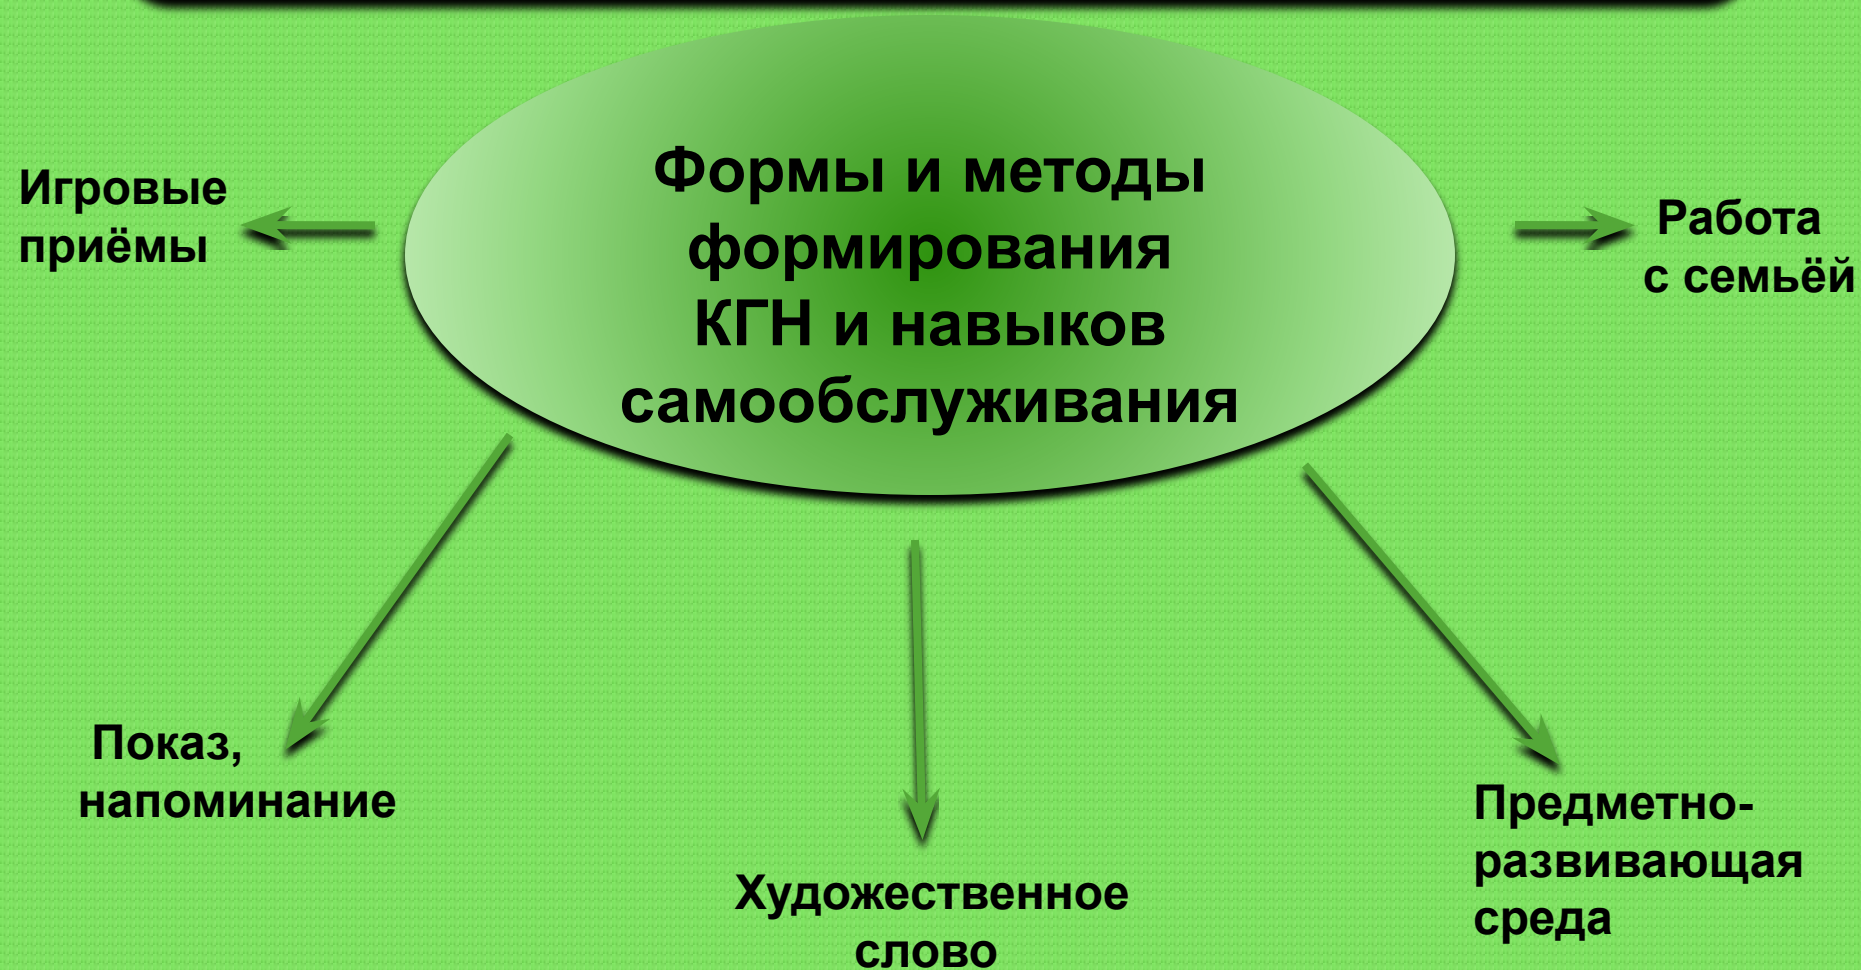 Формы и методы
формирования
КГН и навыков
самообслуживания
Игровые
приёмы
Работа
с семьёй
Показ,
напоминание
Художественное
слово
Предметно-
развивающая
среда